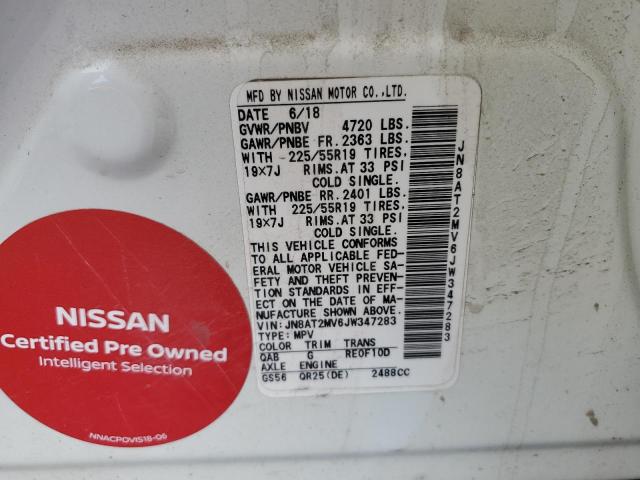 MFD BY NISSAN MOTOR CO.,LTD.
DATE 6/18
GVWR/PNBV 4720 LBS.
GAWR/PNBE FR. 2363 LBS.
WITH - 225/55R19 TIRES,
19×7J RIMS.AT 33 PSI
COLD SINGLE.
GAWR/PNBE RR. 2401 LBS.
WITH 225/55R19 TIRES,
19×7J RIMS.AT 33 PSI
COLD SINGLE.
THIS VEHICLE CONFORMS
TO ALL APPLICABLE FED-
ERAL MOTOR VEHICLE SA-
FETY AND THEFT PREVEN-
TION STANDARDS IN EFF-
ECT ON THE DATE OF MA-
NUFACTURE SHOWN ABOVE.
VIN: JN8AT2MV6JW347283
TYPE: MPV
COLOR TRIM TRANS
QAB G RE0F10D
AXLE ENGINE
GS56 QR25(DE) 2488CC
JN8AT2MV6JW347283
NISSAN
Certified Pre Owned
Intelligent Selection
NNACPOVIS18-06